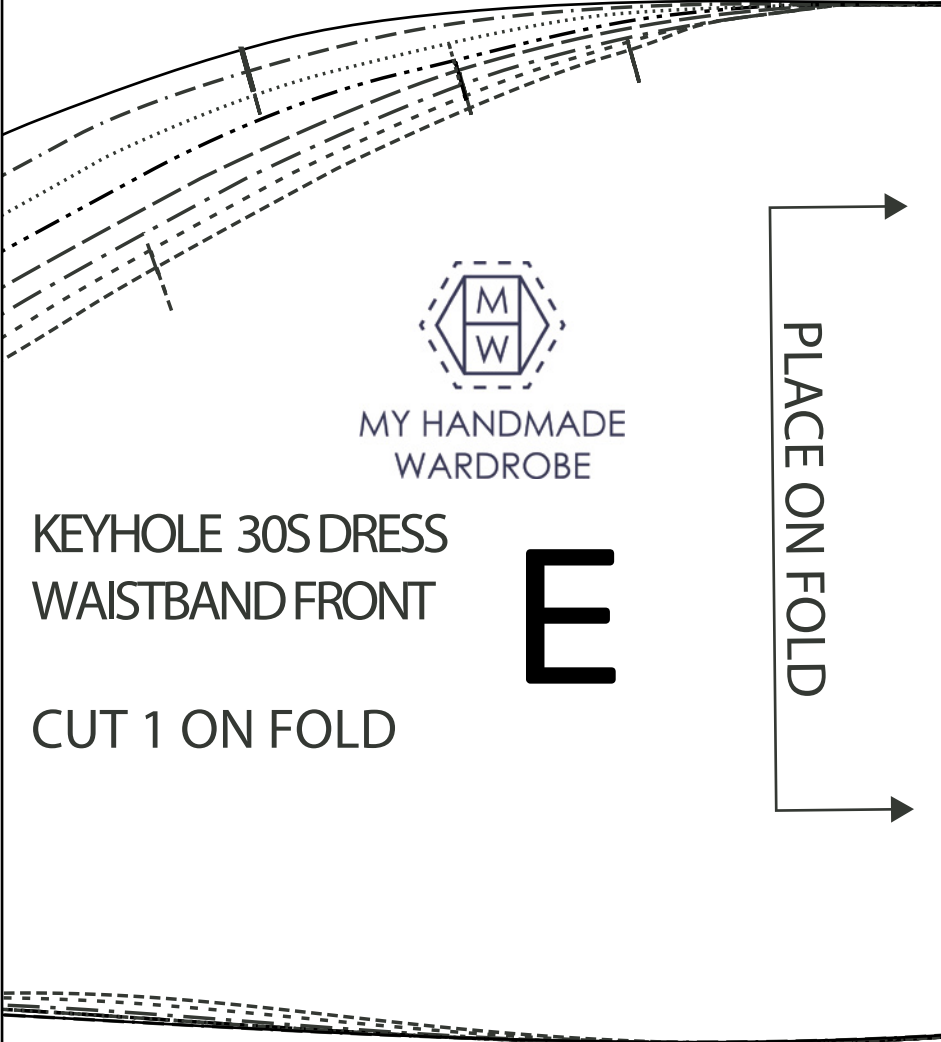 M
W
MY HANDMADE
WARDROBE
KEYHOLE 30S DRESS
WAISTBAND FRONT
E
CUT 1 ON FOLD
PLACE ON FOLD